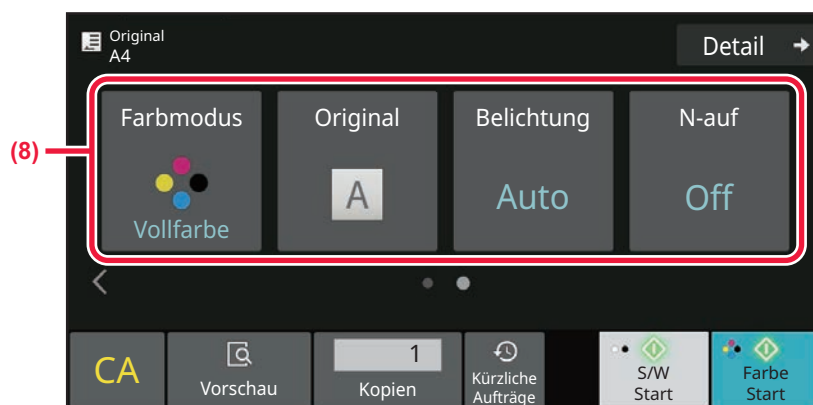 Original
A4
Detail
(8)
Farbmodus
Original
Belichtung
N-auf
A
Auto
Off
Vollfarbe
CA
Vorschau
1
Kopien
Kürzliche
Aufträge
S/W
Start
Farbe
Start